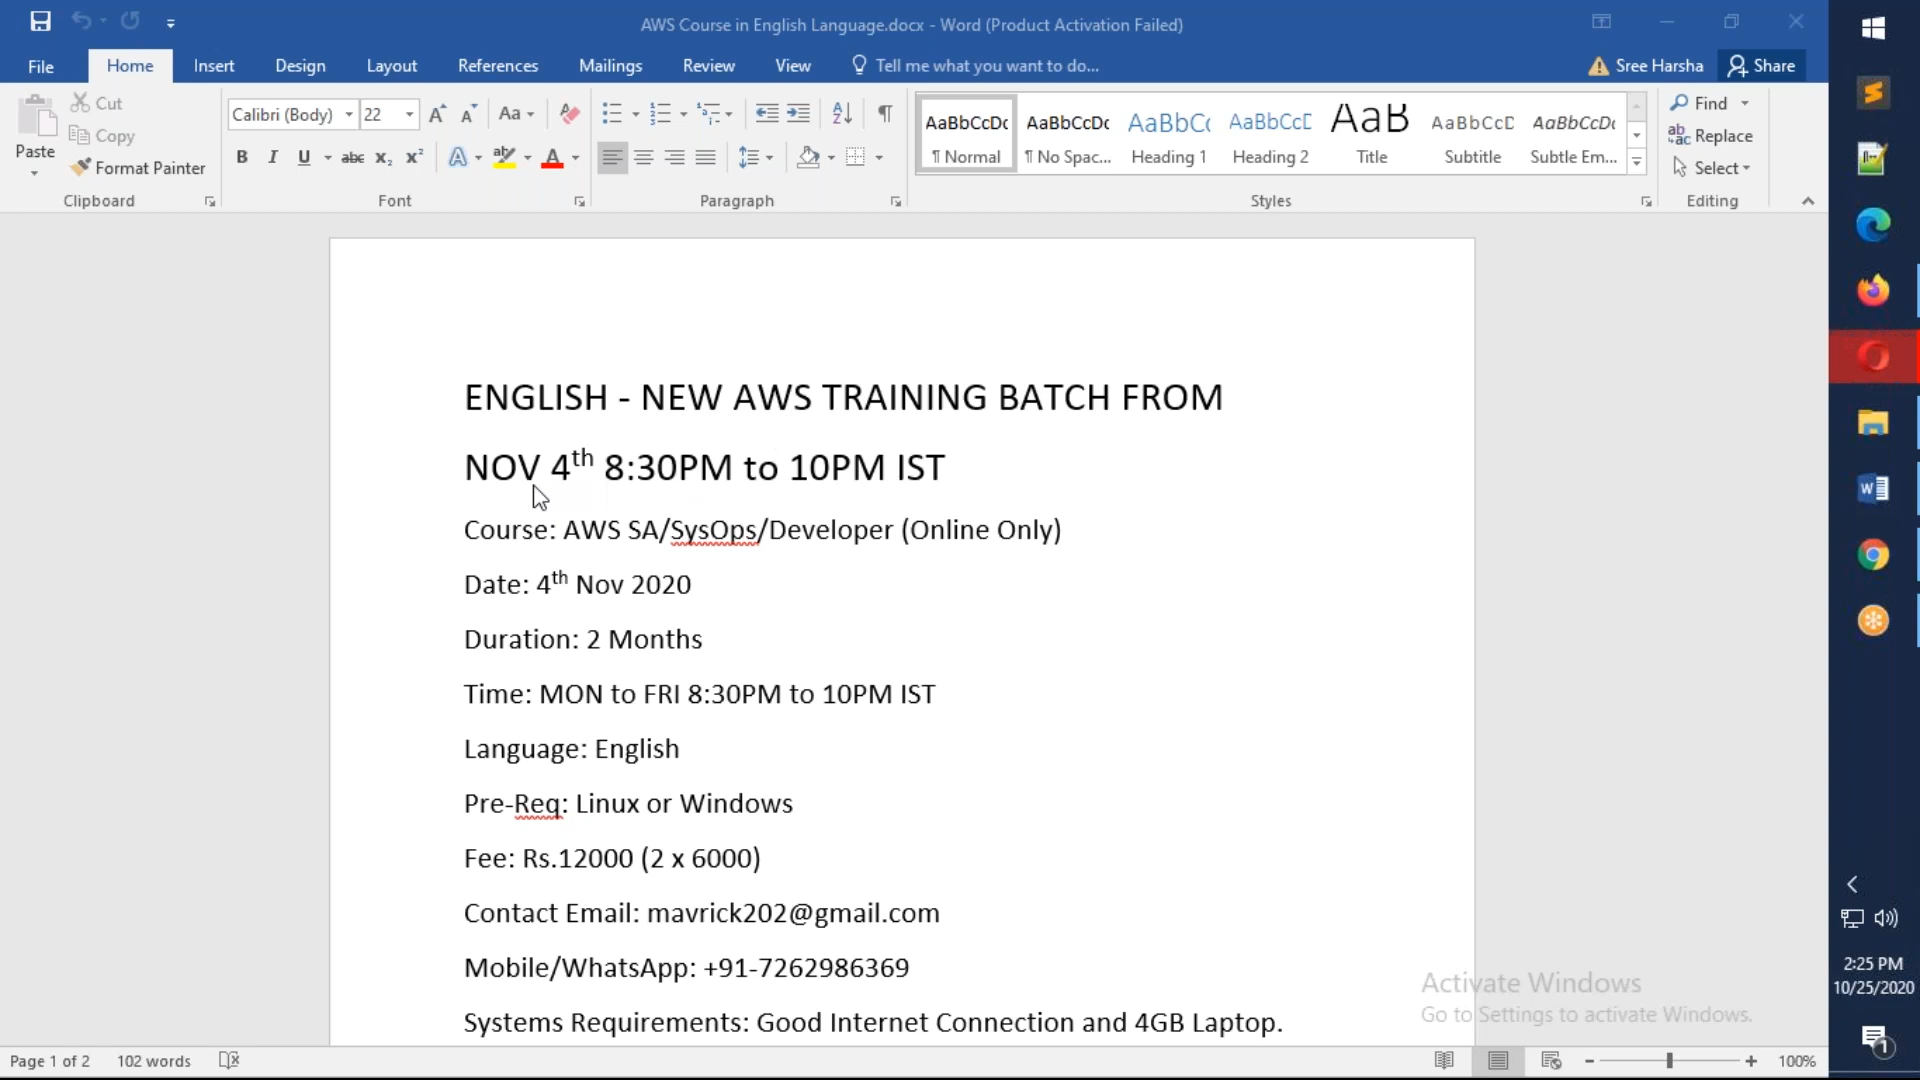 AWS Course in English Language.docx - Word (Product Activation Failed)
File Home Insert Design Layout References Mailings Review View Tell me what you want to do... Sree Harsha Share
Paste
Cut
Copy
Format Painter
Clipboard
Calibri (Body) 22
Font
Paragraph
AaBbCcDc AaBbCcDc AaBbC AaBbCcD AaB AaBbCcD AaBbCcDc
¶ Normal ¶ No Spac... Heading 1 Heading 2 Title Subtitle Subtle Em...
Styles
Find
Replace
Select
Editing
ENGLISH - NEW AWS TRAINING BATCH FROM
NOV 4th 8:30PM to 10PM IST
Course: AWS SA/SysOps/Developer (Online Only)
Date: 4th Nov 2020
Duration: 2 Months
Time: MON to FRI 8:30PM to 10PM IST
Language: English
Pre-Req: Linux or Windows
Fee: Rs.12000 (2 x 6000)
Contact Email: mavrick202@gmail.com
Mobile/WhatsApp: +91-7262986369
Systems Requirements: Good Internet Connection and 4GB Laptop.
Activate Windows
Go to Settings to activate Windows.
Page 1 of 2 102 words 100%
2:25 PM
10/25/2020
1